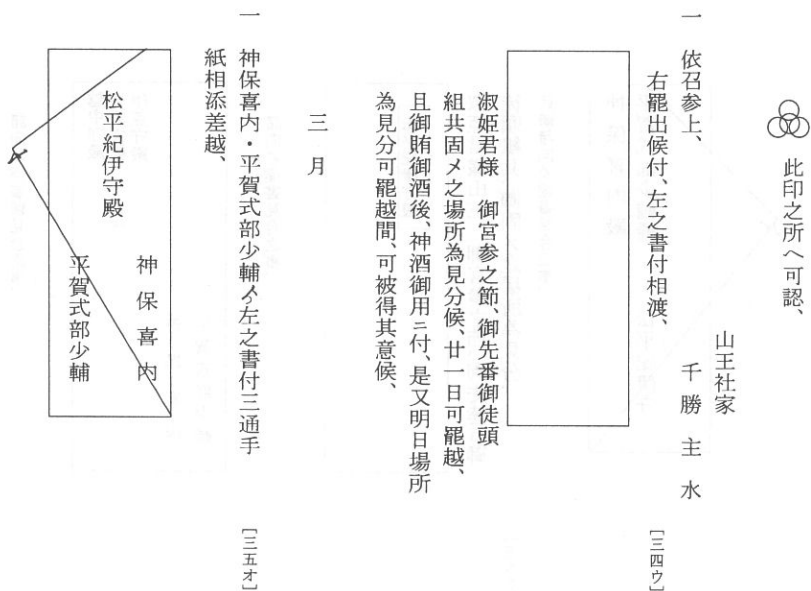 此印之所へ可認、
山王社家
千勝主水
一 依召参上、
右罷出候付、左之書付相渡、
[三四ウ]
淑姫君様 御宮参之節、御先番御徒頭
組共固メ之場所為見分候、廿一日可罷越、
且御賄御酒後、神酒御用ニ付、是又明日場所
為見分可罷越間、可被得其意候、
三月
一 神保喜内・平賀式部少輔ゟ左之書付三通手
紙相添差越、
[三五オ]
神保喜内
松平紀伊守殿
平賀式部少輔